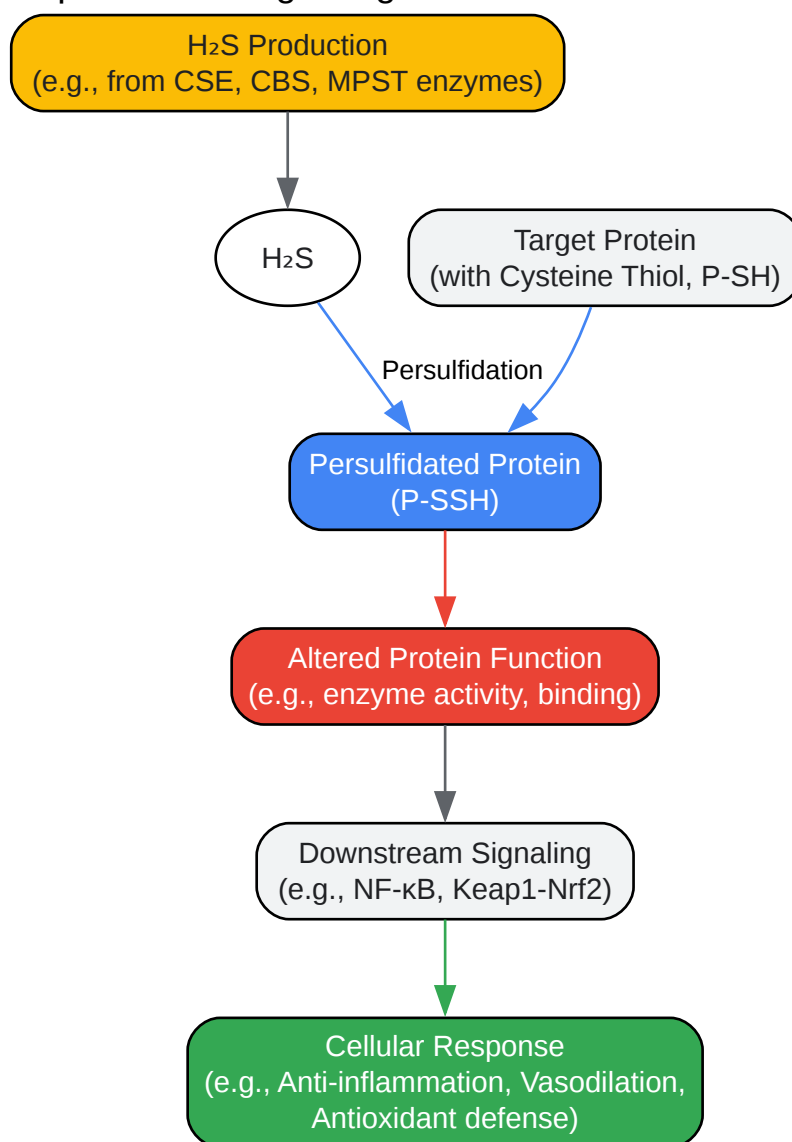 H₂S Production
(e.g., from CSE, CBS, MPST enzymes)
H₂S
Target Protein
(with Cysteine Thiol, P-SH)
Persulfidation
Persulfidated Protein
(P-SSH)
Altered Protein Function
(e.g., enzyme activity, binding)
Downstream Signaling
(e.g., NF-κB, Keap1-Nrf2)
Cellular Response
(e.g., Anti-inflammation, Vasodilation,
Antioxidant defense)